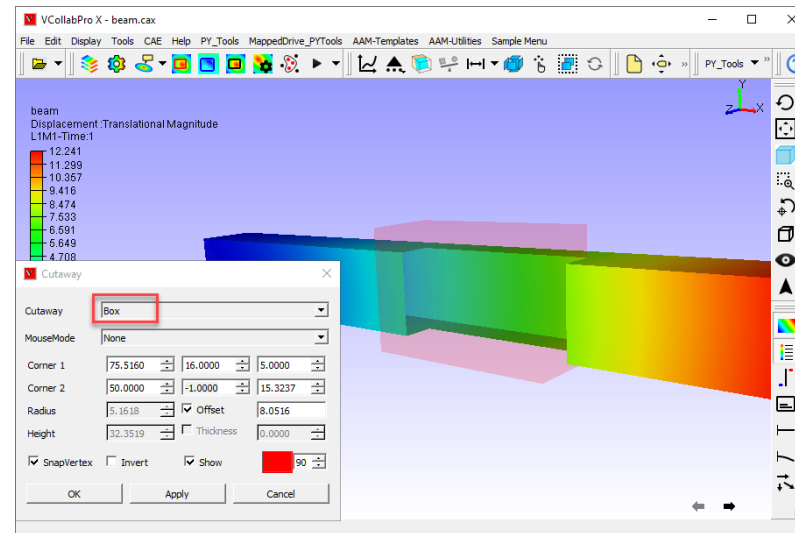 VCollabPro X - beam.cax
File Edit Display Tools CAE Help PY_Tools MappedDrive_PYTools AAM-Templates AAM-Utilities Sample Menu
PY_Tools
Y
Z X
beam
Displacement :Translational Magnitude
L1M1-Time:1
12.241
11.299
10.357
9.416
8.474
7.533
6.591
5.649
4.708
Cutaway
Cutaway Box
MouseMode None
Corner 1 75.5160 16.0000 5.0000
Corner 2 50.0000 -1.0000 15.3237
Radius 5.1618 Offset 8.0516
Height 32.3519 Thickness 0.0000
SnapVertex Invert Show 90
OK Apply Cancel